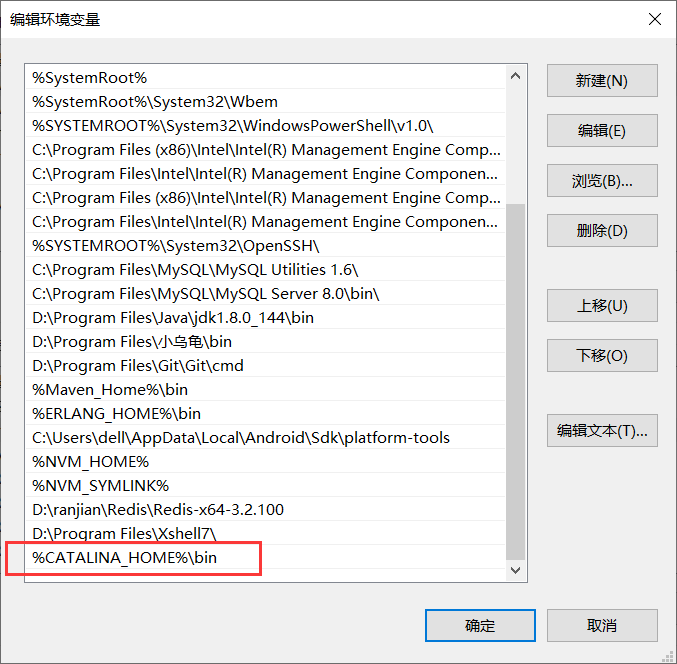 编辑环境变量
%SystemRoot%
%SystemRoot%\System32\Wbem
%SYSTEMROOT%\System32\WindowsPowerShell\v1.0\
C:\Program Files (x86)\Intel\Intel(R) Management Engine Comp...
C:\Program Files\Intel\Intel(R) Management Engine Componen...
C:\Program Files (x86)\Intel\Intel(R) Management Engine Comp...
C:\Program Files\Intel\Intel(R) Management Engine Componen...
%SYSTEMROOT%\System32\OpenSSH\
C:\Program Files\MySQL\MySQL Utilities 1.6\
C:\Program Files\MySQL\MySQL Server 8.0\bin\
D:\Program Files\Java\jdk1.8.0_144\bin
D:\Program Files\小乌龟\bin
D:\Program Files\Git\Git\cmd
%Maven_Home%\bin
%ERLANG_HOME%\bin
C:\Users\dell\AppData\Local\Android\Sdk\platform-tools
%NVM_HOME%
%NVM_SYMLINK%
D:\ranjian\Redis\Redis-x64-3.2.100
D:\Program Files\Xshell7\
%CATALINA_HOME%\bin
新建(N)
编辑(E)
浏览(B)...
删除(D)
上移(U)
下移(O)
编辑文本(T)...
确定
取消